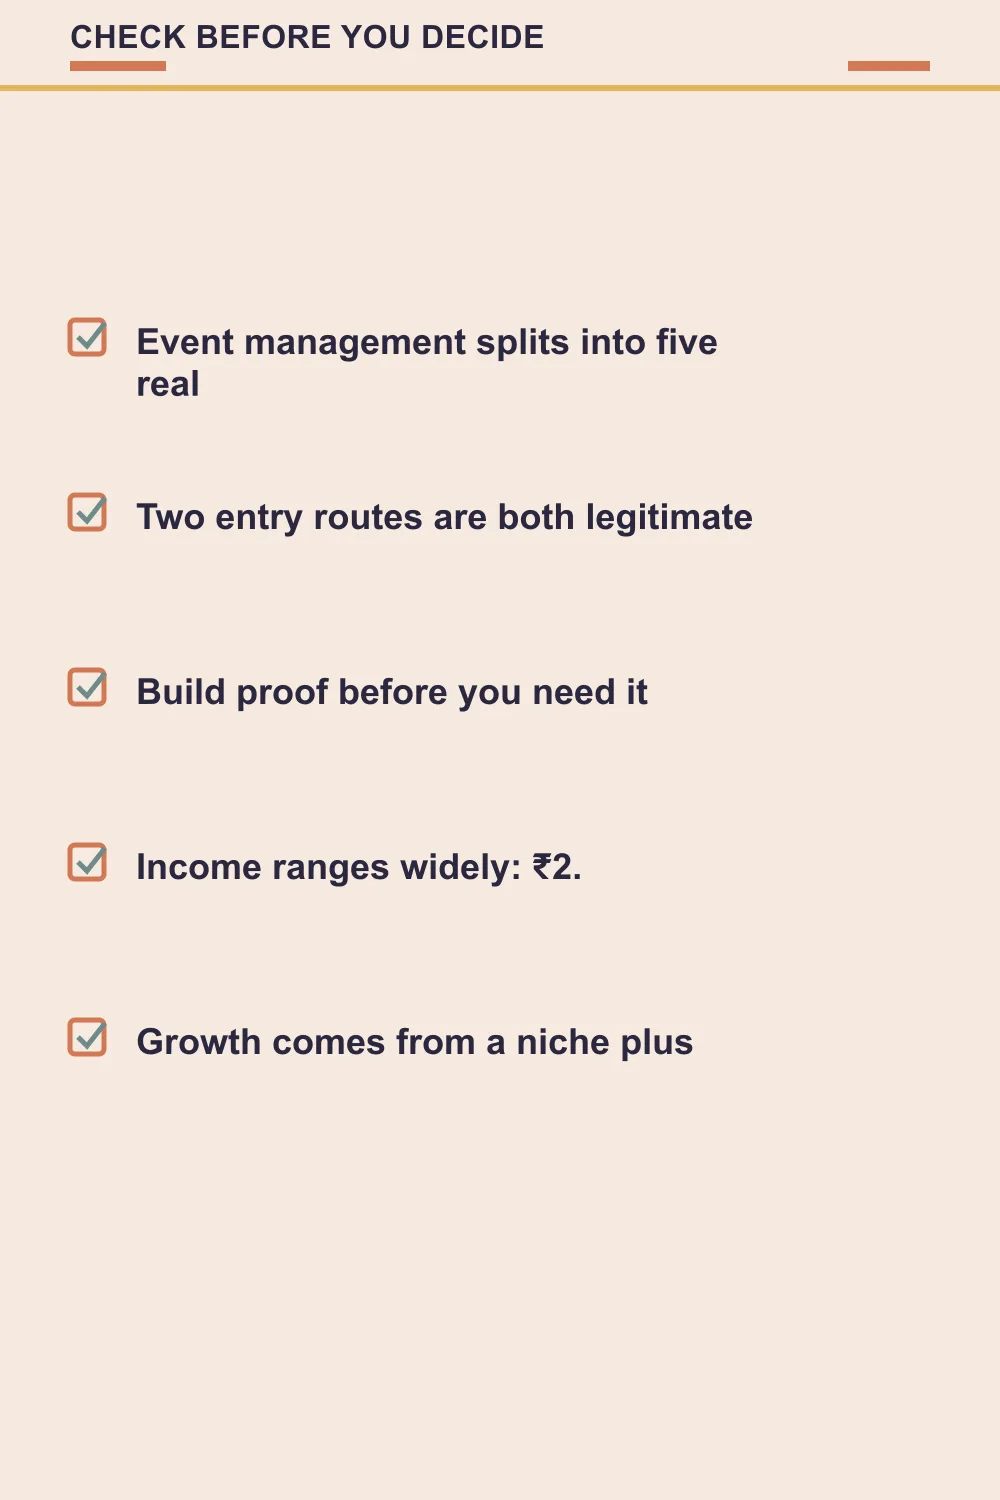 CHECK BEFORE YOU DECIDE
Event management splits into five
real
Two entry routes are both legitimate
Build proof before you need it
Income ranges widely: ₹2.
Growth comes from a niche plus